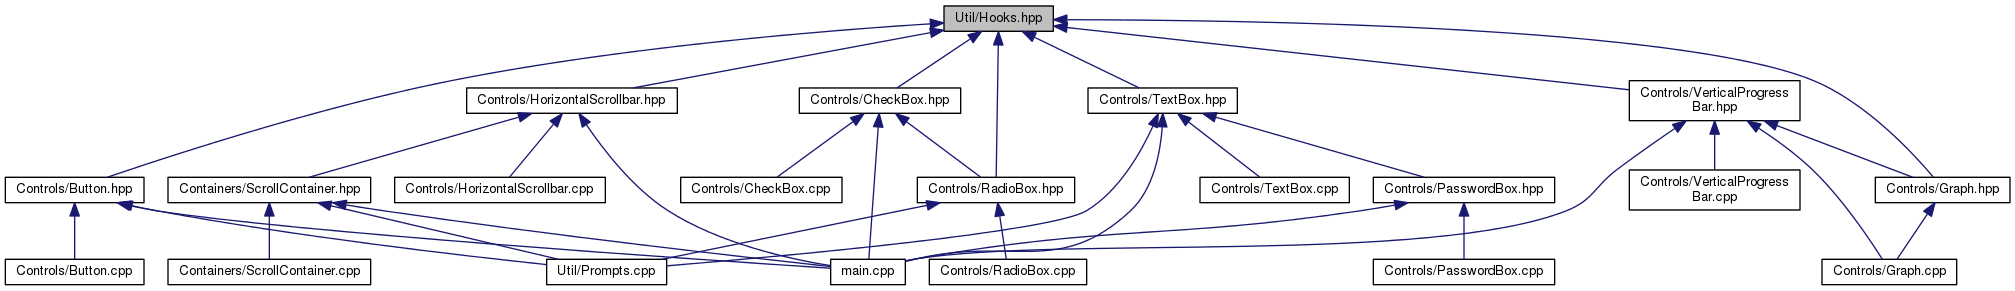 Util/Hooks.hpp
Controls/HorizontalScrollbar.hpp
Controls/CheckBox.hpp
Controls/TextBox.hpp
Controls/VerticalProgress
Bar.hpp
Controls/Button.hpp
Containers/ScrollContainer.hpp
Controls/HorizontalScrollbar.cpp
Controls/CheckBox.cpp
Controls/RadioBox.hpp
Controls/TextBox.cpp
Controls/PasswordBox.hpp
Controls/VerticalProgress
Bar.cpp
Controls/Graph.hpp
Controls/Button.cpp
Containers/ScrollContainer.cpp
Util/Prompts.cpp
main.cpp
Controls/RadioBox.cpp
Controls/PasswordBox.cpp
Controls/Graph.cpp